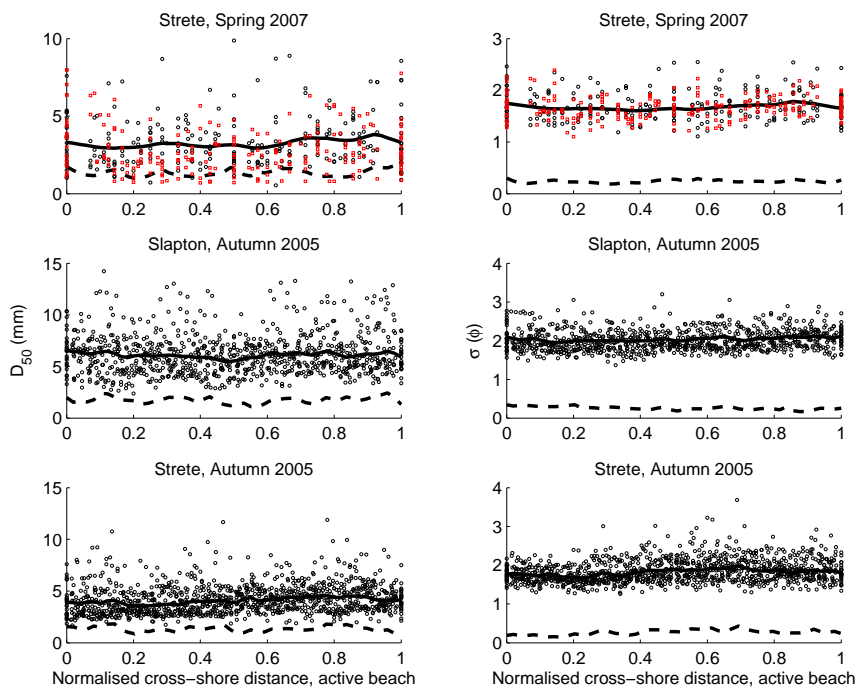 Strete, Spring 2007
10
5
0
0 0.2 0.4 0.6 0.8 1
Strete, Spring 2007
3
2
1
0
0 0.2 0.4 0.6 0.8 1
Slapton, Autumn 2005
15
10
5
0
D50 (mm)
0 0.2 0.4 0.6 0.8 1
Slapton, Autumn 2005
4
3
2
1
0
σ (ϕ)
0 0.2 0.4 0.6 0.8 1
Strete, Autumn 2005
15
10
5
0
0 0.2 0.4 0.6 0.8 1
Normalised cross−shore distance, active beach
Strete, Autumn 2005
4
3
2
1
0
0 0.2 0.4 0.6 0.8 1
Normalised cross−shore distance, active beach